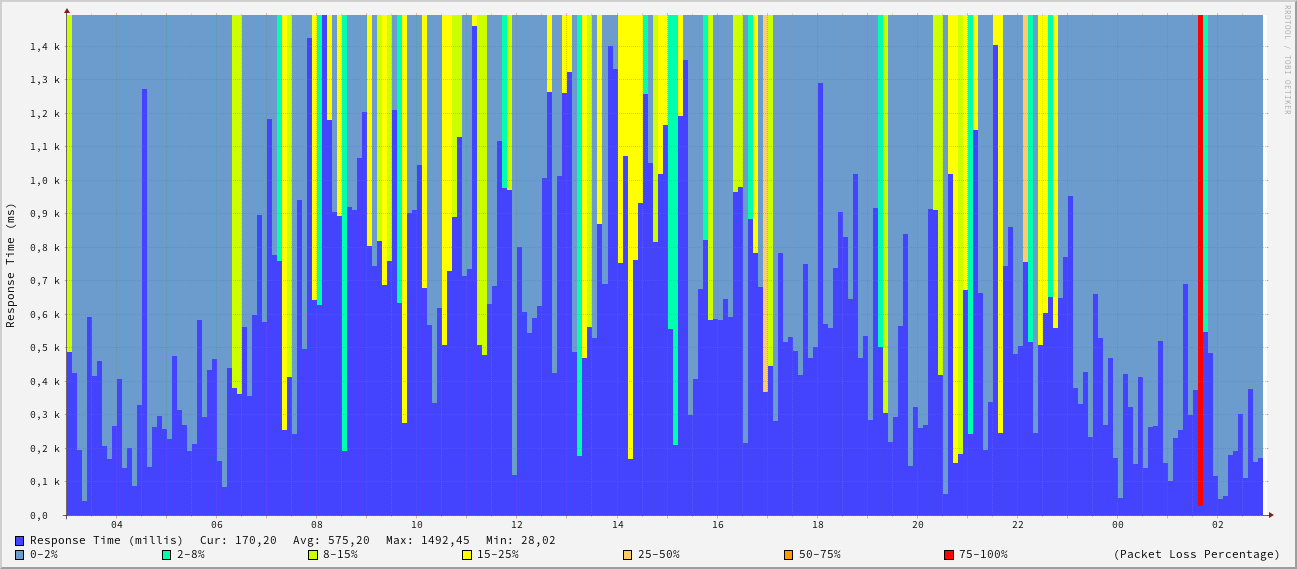 RRDTOOL / TOBI OETIKER
Response Time (ms)
1,4 k
1,3 k
1,2 k
1,1 k
1,0 k
0,9 k
0,8 k
0,7 k
0,6 k
0,5 k
0,4 k
0,3 k
0,2 k
0,1 k
0,0
04 06 08 10 12 14 16 18 20 22 00 02
Response Time (millis) Cur: 170,20 Avg: 575,20 Max: 1492,45 Min: 28,02
0-2% 2-8% 8-15% 15-25% 25-50% 50-75% 75-100% (Packet Loss Percentage)